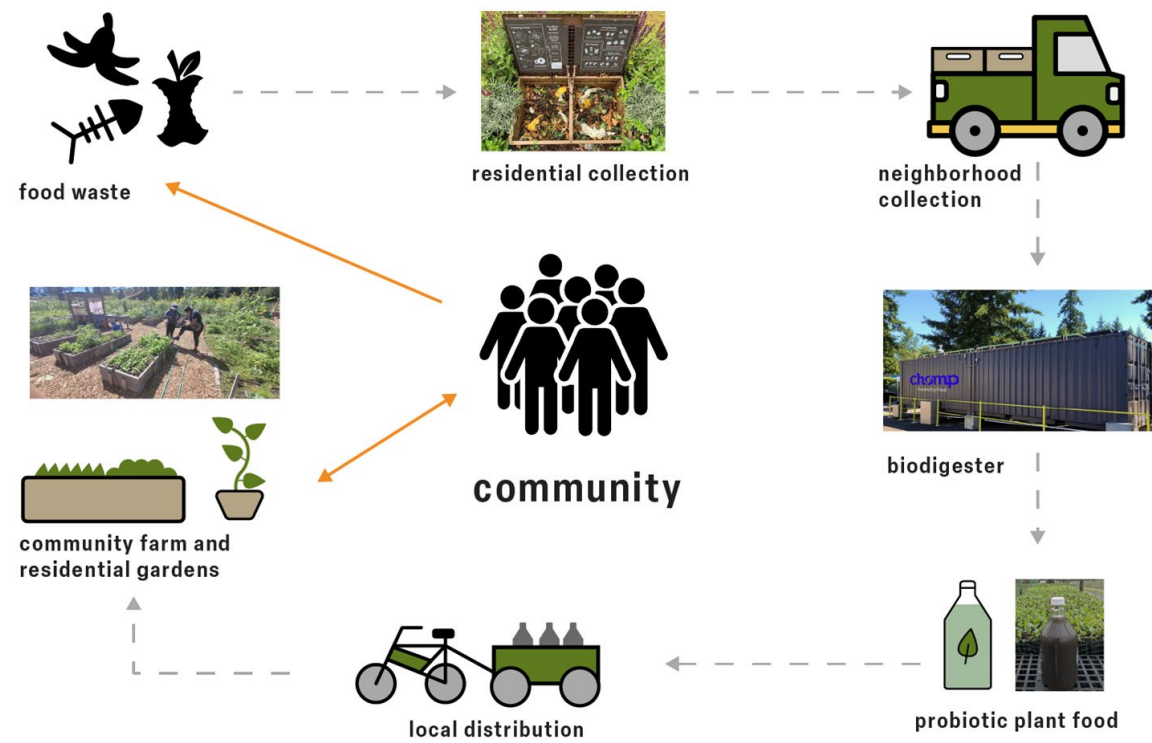 food waste
residential collection
neighborhood
collection
chomp
biodigester
community
community farm and
residential gardens
local distribution
probiotic plant food